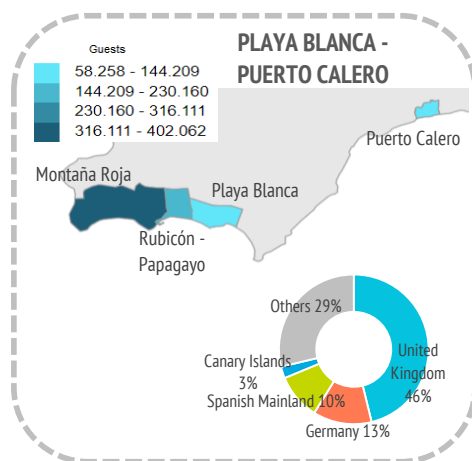 PLAYA BLANCA -
PUERTO CALERO
Guests
58.258 - 144.209
144.209 - 230.160
230.160 - 316.111
316.111 - 402.062
Puerto Calero
Montaña Roja
Playa Blanca
Rubicón -
Papagayo
Others 29%
United
Kingdom
46%
Canary Islands
3%
Spanish Mainland 10%
Germany 13%